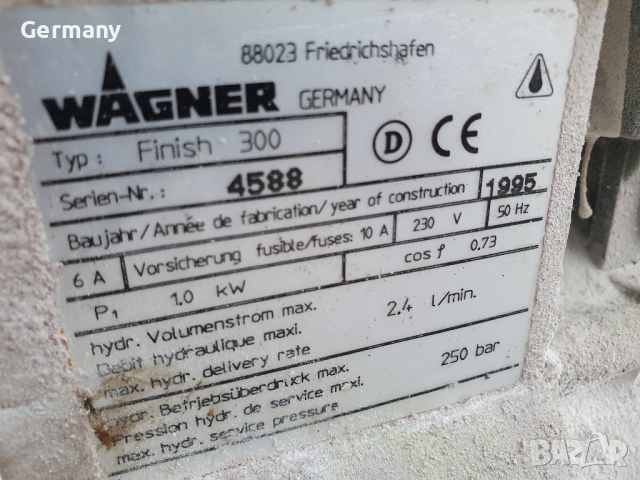 Germany
88023 Friedrichshafen
WAGNER GERMANY
D CE
Typ: Finish 300
Serien-Nr.: 4588
Baujahr/Année de fabrication/year of construction 1995
6 A Vorsicherung fusible/fuses: 10 A 230 V 50 Hz
P1 1.0 kW cos f 0.73
hydr. Volumenstrom max.
Debit hydraulique maxi. 2.4 l/min.
max. hydr. delivery rate
hydr. Betriebsüberdruck max.
Pression hydr. de service maxi. 250 bar
max. hydr. service pressure
BAZAR